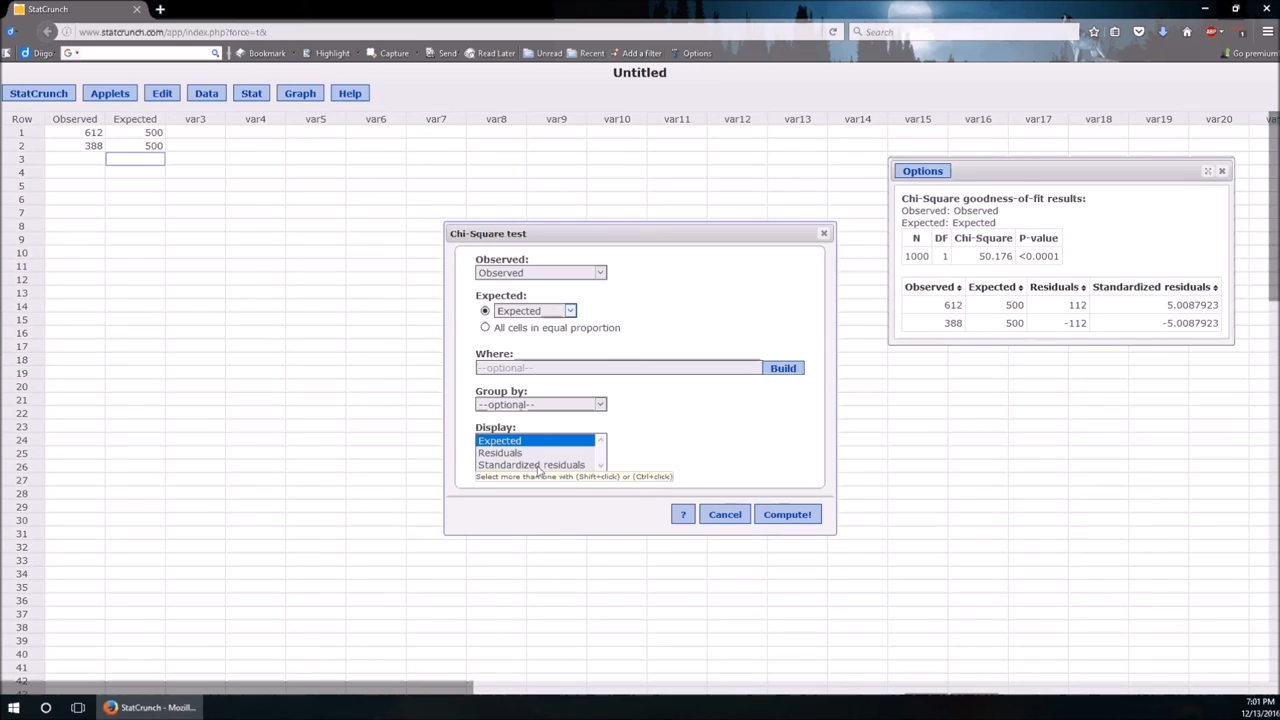 StatCrunch
www.statcrunch.com/app/index.php?force=t&
Search
Diigo
Bookmark Highlight Capture Send Read Later Unread Recent Add a filter Options
Go premium
Untitled
StatCrunch Applets Edit Data Stat Graph Help
Row Observed Expected var3 var4 var5 var6 var7 var8 var9 var10 var11 var12 var13 var14 var15 var16 var17 var18 var19 var20 var
1 612 500
2 388 500
3
4
5
6
7
8
9
10
11
12
13
14
15
16
17
18
19
20
21
22
23
24
25
26
27
28
29
30
31
32
33
34
35
36
37
38
39
40
41
42
Chi-Square test
Observed:
Observed
Expected:
Expected
All cells in equal proportion
Where:
--optional--
Build
Group by:
--optional--
Display:
Expected
Residuals
Standardized residuals
Select more than one with (Shift+click) or (Ctrl+click)
? Cancel Compute!
Options
Chi-Square goodness-of-fit results:
Observed: Observed
Expected: Expected
N DF Chi-Square P-value
1000 1 50.176 <0.0001
Observed Expected Residuals Standardized residuals
612 500 112 5.0087923
388 500 -112 -5.0087923
StatCrunch - Mozil...
7:01 PM